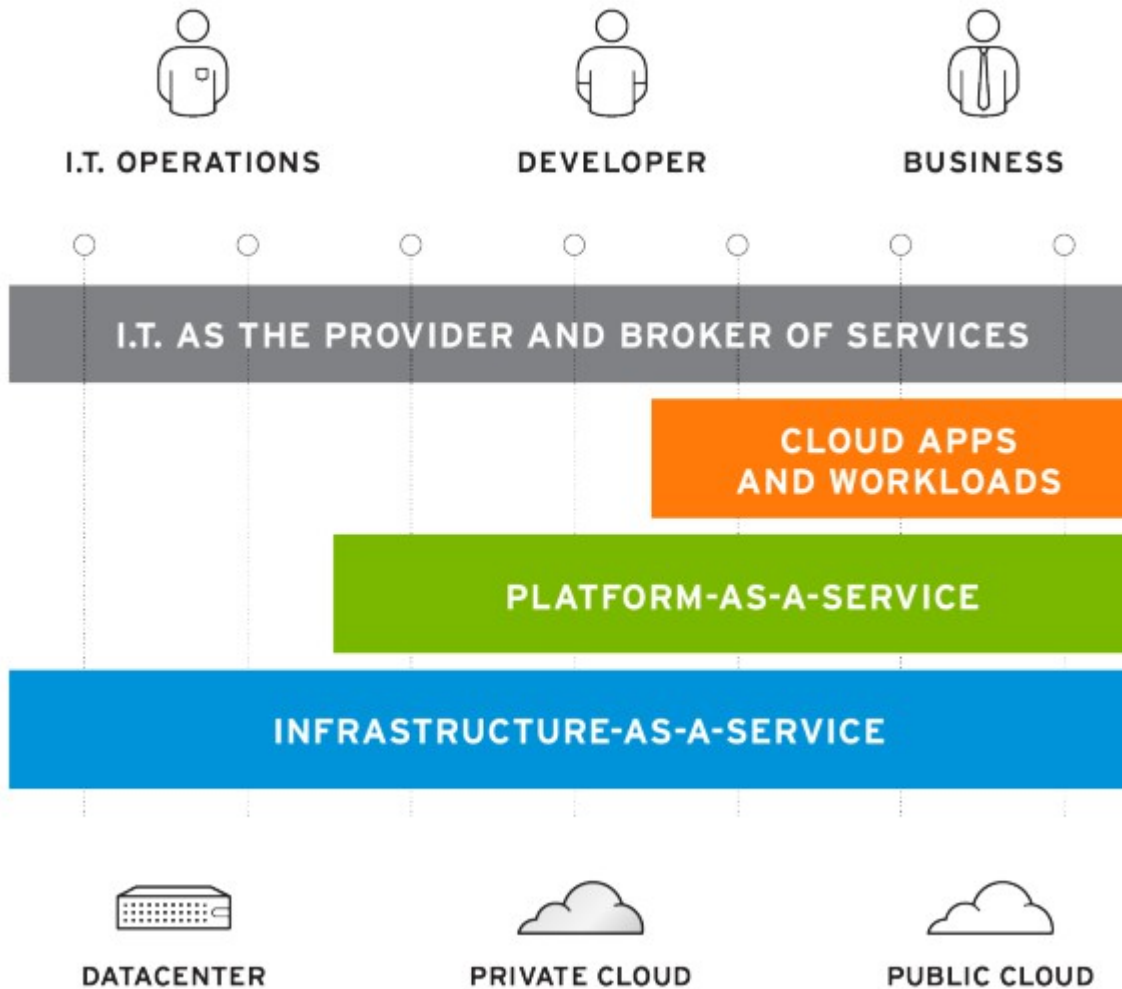 I.T. OPERATIONS
DEVELOPER
BUSINESS
I.T. AS THE PROVIDER AND BROKER OF SERVICES
CLOUD APPS
AND WORKLOADS
PLATFORM-AS-A-SERVICE
INFRASTRUCTURE-AS-A-SERVICE
DATACENTER
PRIVATE CLOUD
PUBLIC CLOUD